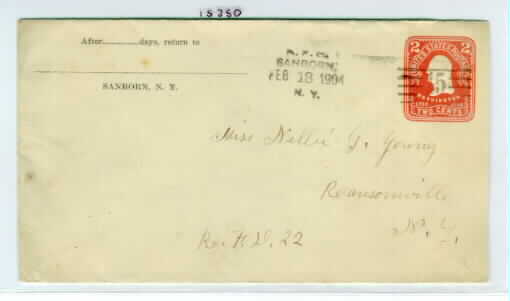 15350
After.............days, return to
SANBORN, N. Y.
R. F. D.
SANBORN,
FEB 18 1904
N. Y.
2 2
UNITED STATES POSTAGE
5
WASHINGTON
TWO CENTS
Miss Nellie G. Young
Ransomville
N. Y.
R. F. D. 22